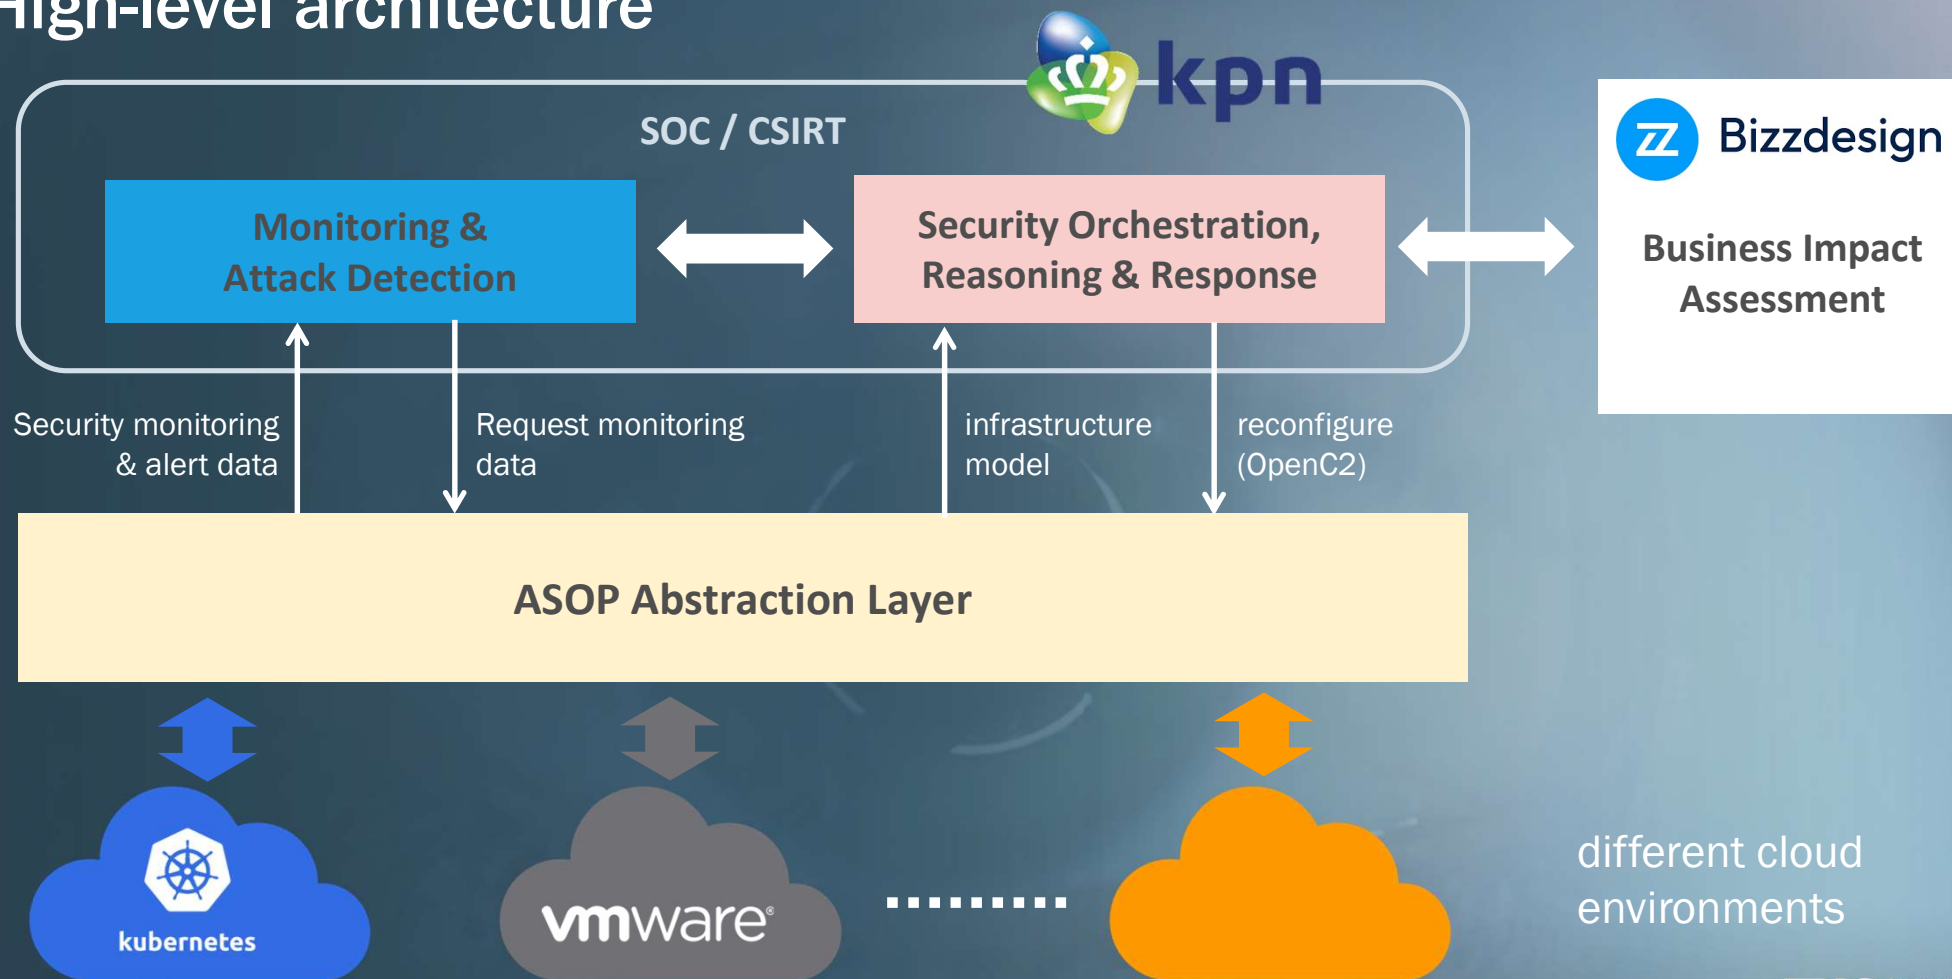 High-level architecture
kpn
SOC / CSIRT
Bizzdesign
Monitoring &
Attack Detection
Security Orchestration,
Reasoning & Response
Business Impact
Assessment
Security monitoring
& alert data
Request monitoring
data
infrastructure
model
reconfigure
(OpenC2)
ASOP Abstraction Layer
kubernetes
vmware®
different cloud
environments